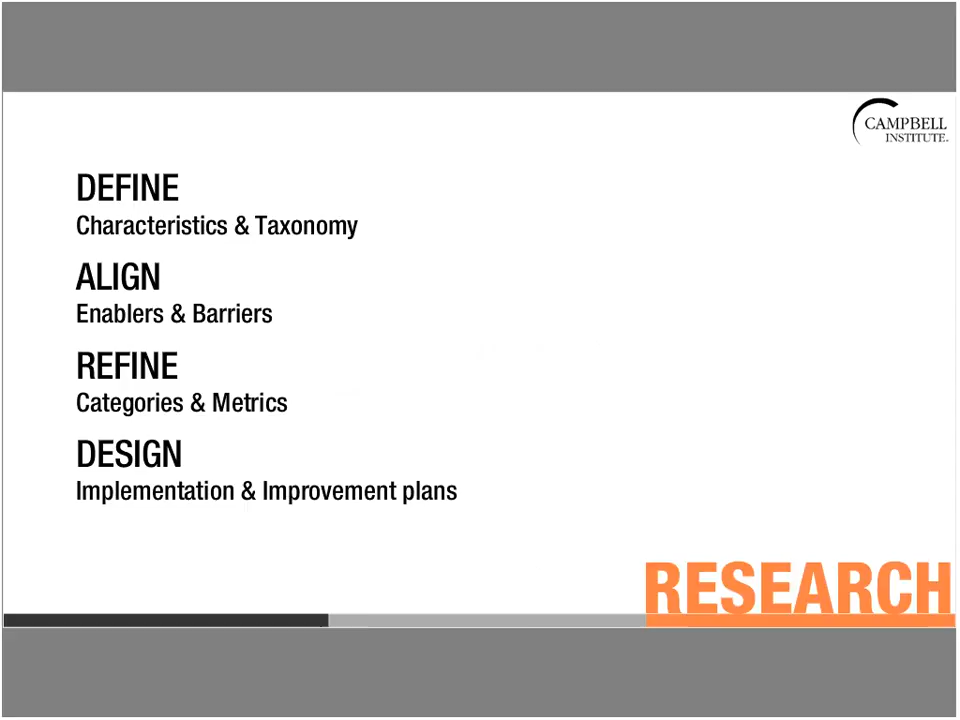 CAMPBELL
INSTITUTE.
DEFINE
Characteristics & Taxonomy
ALIGN
Enablers & Barriers
REFINE
Categories & Metrics
DESIGN
Implementation & Improvement plans
RESEARCH